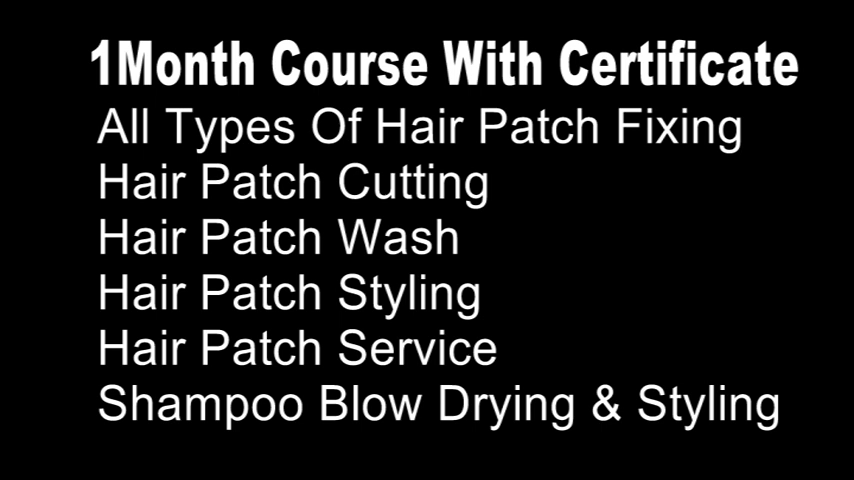 1Month Course With Certificate
All Types Of Hair Patch Fixing
Hair Patch Cutting
Hair Patch Wash
Hair Patch Styling
Hair Patch Service
Shampoo Blow Drying & Styling